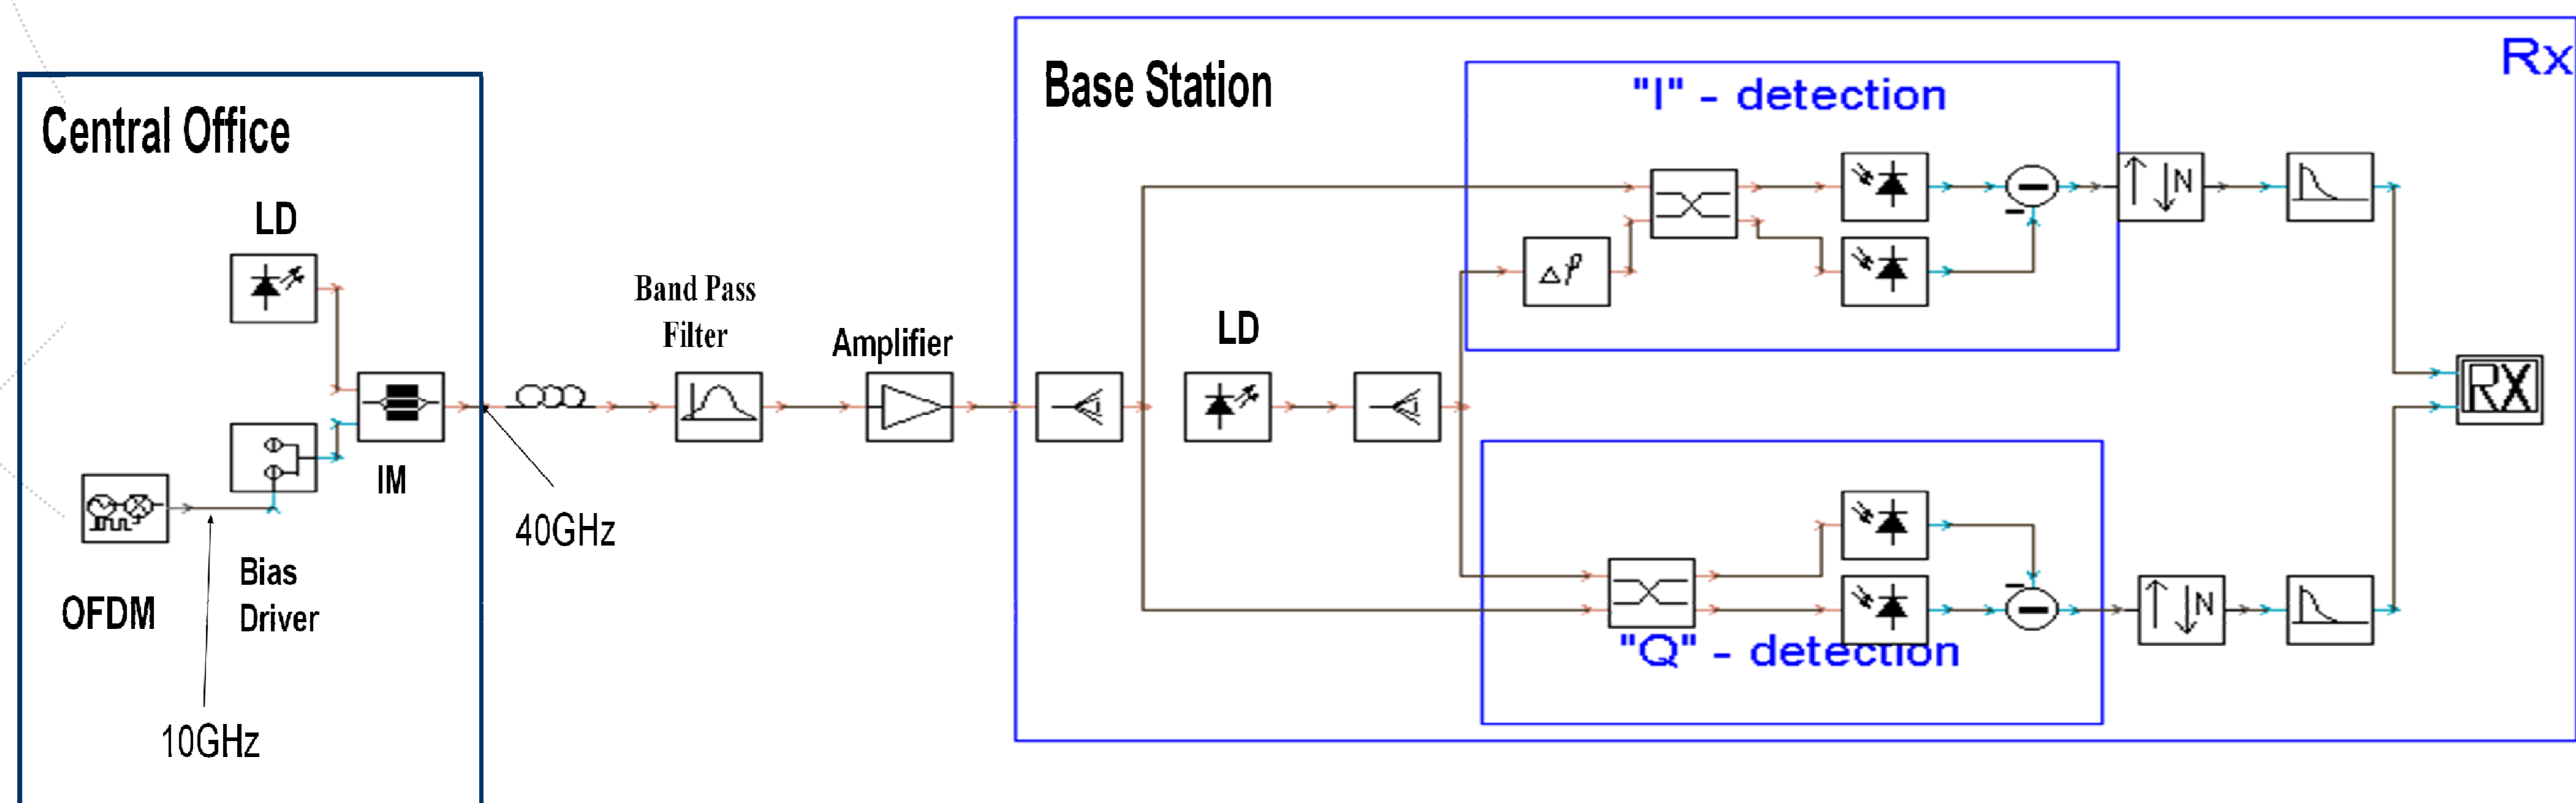 Rx
Base Station
"I" - detection
Central Office
LD
N
Δφ
Band Pass
Filter
Amplifier
LD
RX
IM
40GHz
OFDM
Bias
Driver
N
"Q" - detection
10GHz